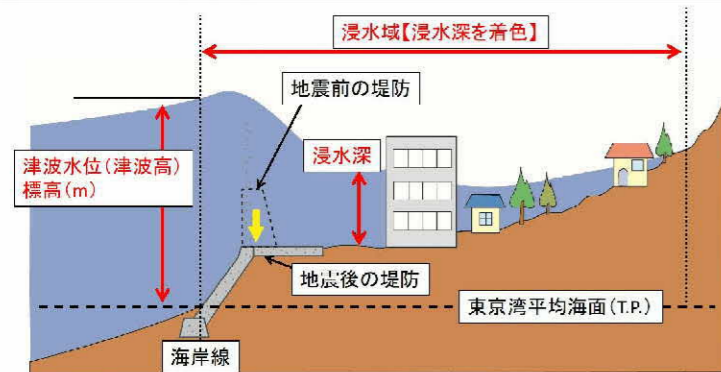 浸水域【浸水深を着色】
地震前の堤防
津波水位(津波高)
標高(m)
浸水深
地震後の堤防
東京湾平均海面(T.P.)
海岸線